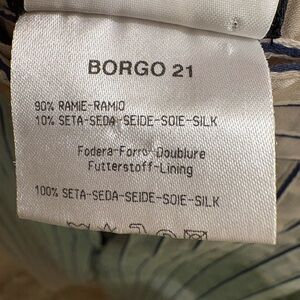 BORGO 21
90% RAMIE-RAMIO
10% SETA-SEDA-SEIDE-SOIE-SILK
Fodera-Forro Doublure
Futterstoff-Lining
100% SETA-SEDA-SEIDE-SOIE-SILK